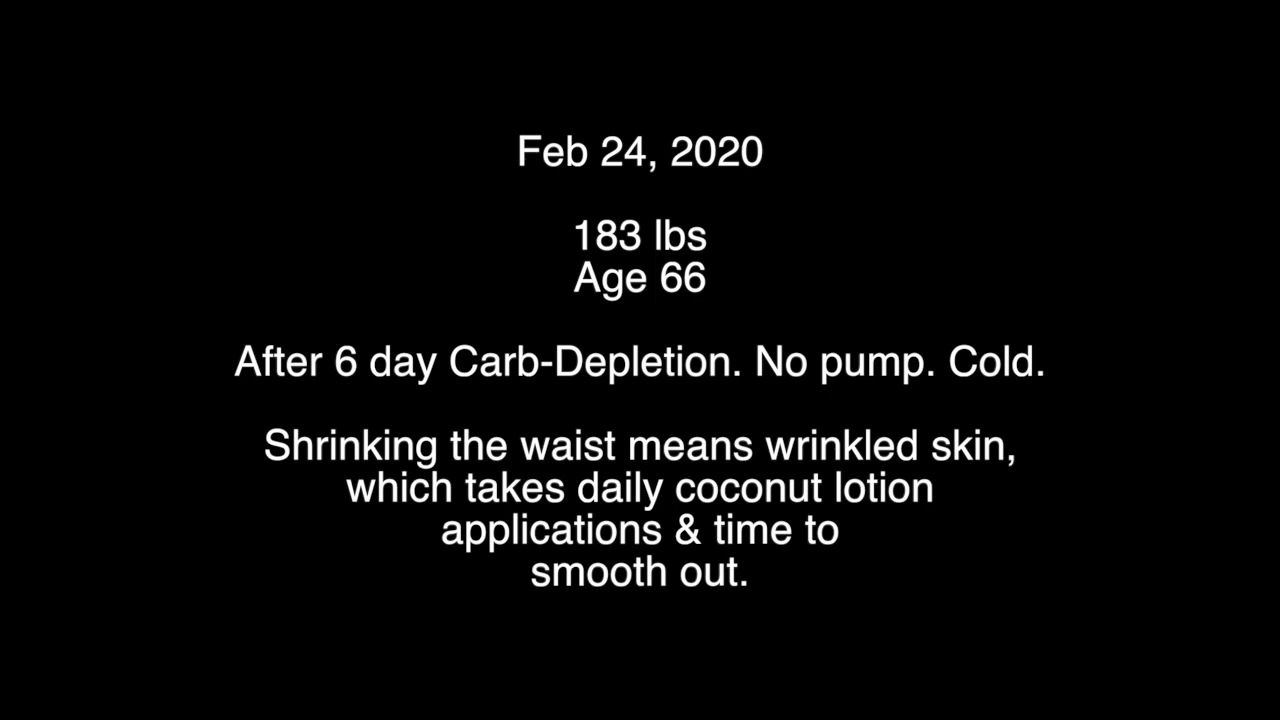 Feb 24, 2020
183 lbs
Age 66
After 6 day Carb-Depletion. No pump. Cold.
Shrinking the waist means wrinkled skin,
which takes daily coconut lotion
applications & time to
smooth out.